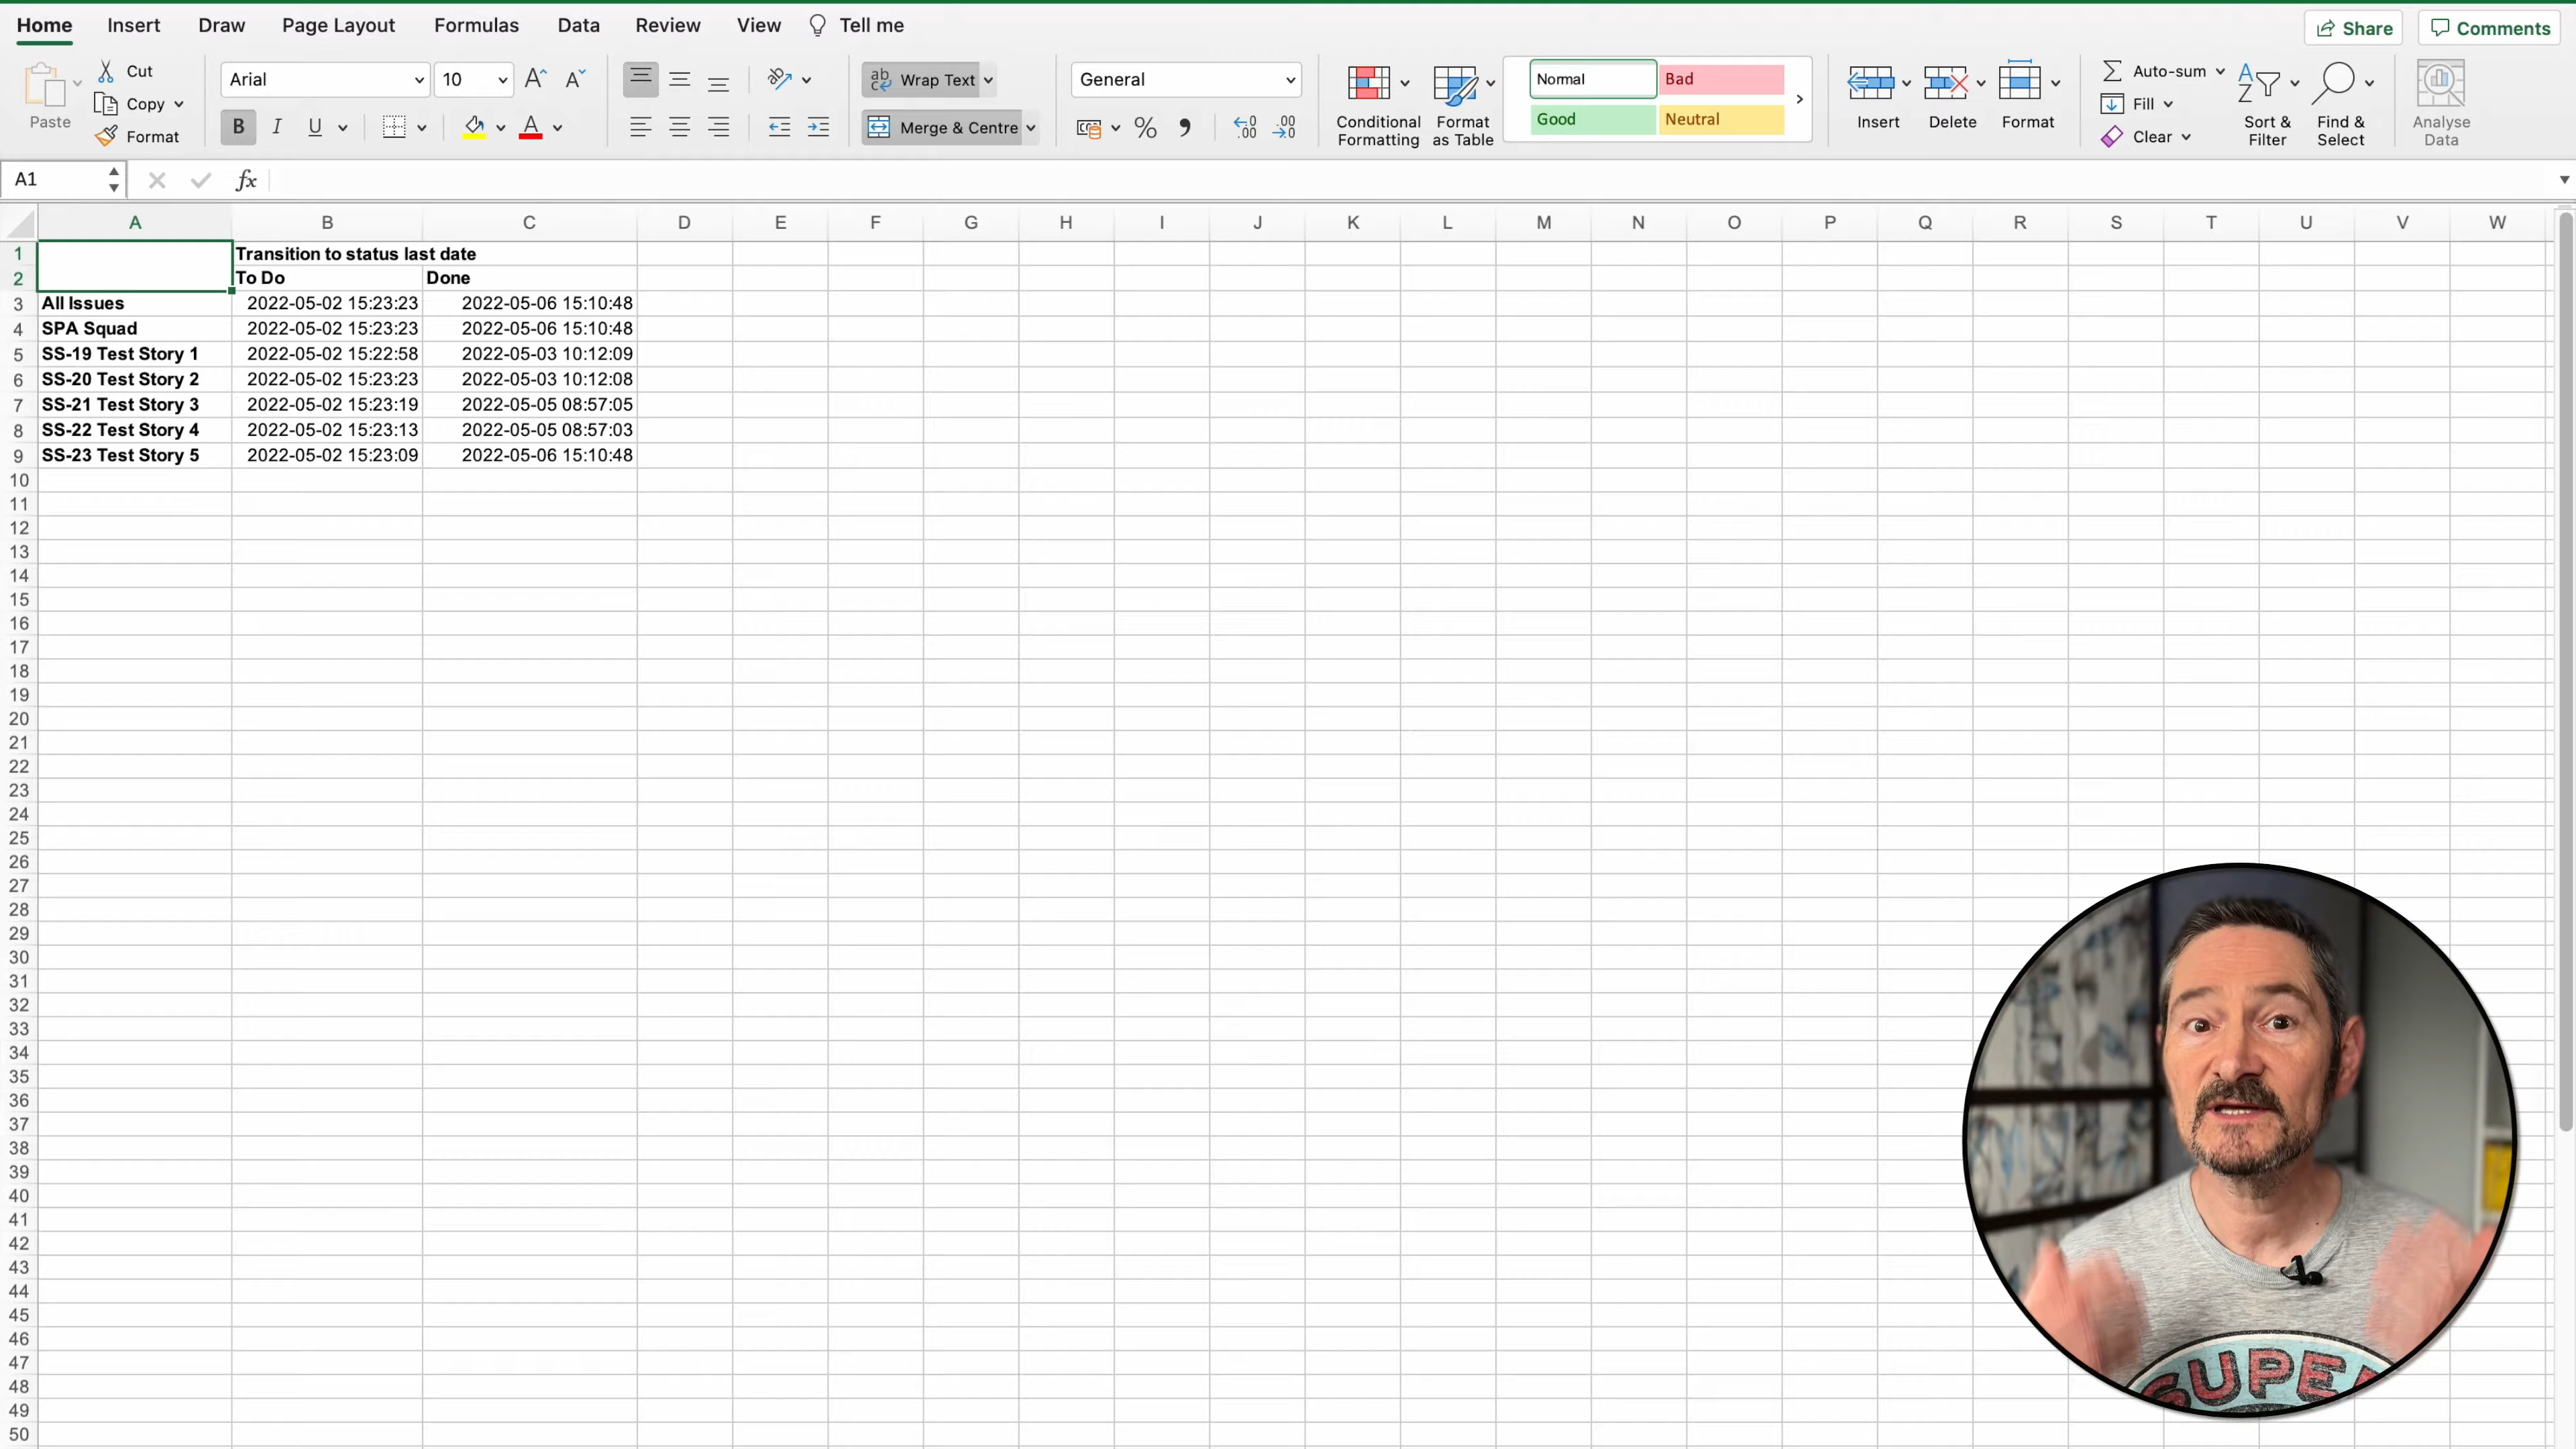 Home Insert Draw Page Layout Formulas Data Review View Tell me Share Comments
Paste Cut Copy Format
Arial 10
B I U A
Wrap Text
Merge & Centre
General
Conditional Formatting
Format as Table
Normal Bad
Good Neutral
Insert Delete Format
Auto-sum
Fill
Clear
Sort & Filter
Find & Select
Analyse Data
A1 fx
A B C D E F G H I J K L M N O P Q R S T U V W
1 Transition to status last date
2 To Do Done
3 All Issues 2022-05-02 15:23:23 2022-05-06 15:10:48
4 SPA Squad 2022-05-02 15:23:23 2022-05-06 15:10:48
5 SS-19 Test Story 1 2022-05-02 15:22:58 2022-05-03 10:12:09
6 SS-20 Test Story 2 2022-05-02 15:23:23 2022-05-03 10:12:08
7 SS-21 Test Story 3 2022-05-02 15:23:19 2022-05-05 08:57:05
8 SS-22 Test Story 4 2022-05-02 15:23:13 2022-05-05 08:57:03
9 SS-23 Test Story 5 2022-05-02 15:23:09 2022-05-06 15:10:48
10
11
12
13
14
15
16
17
18
19
20
21
22
23
24
25
26
27
28
29
30
31
32
33
34
35
36
37
38
39
40
41
42
43
44
45
46
47
48
49
50